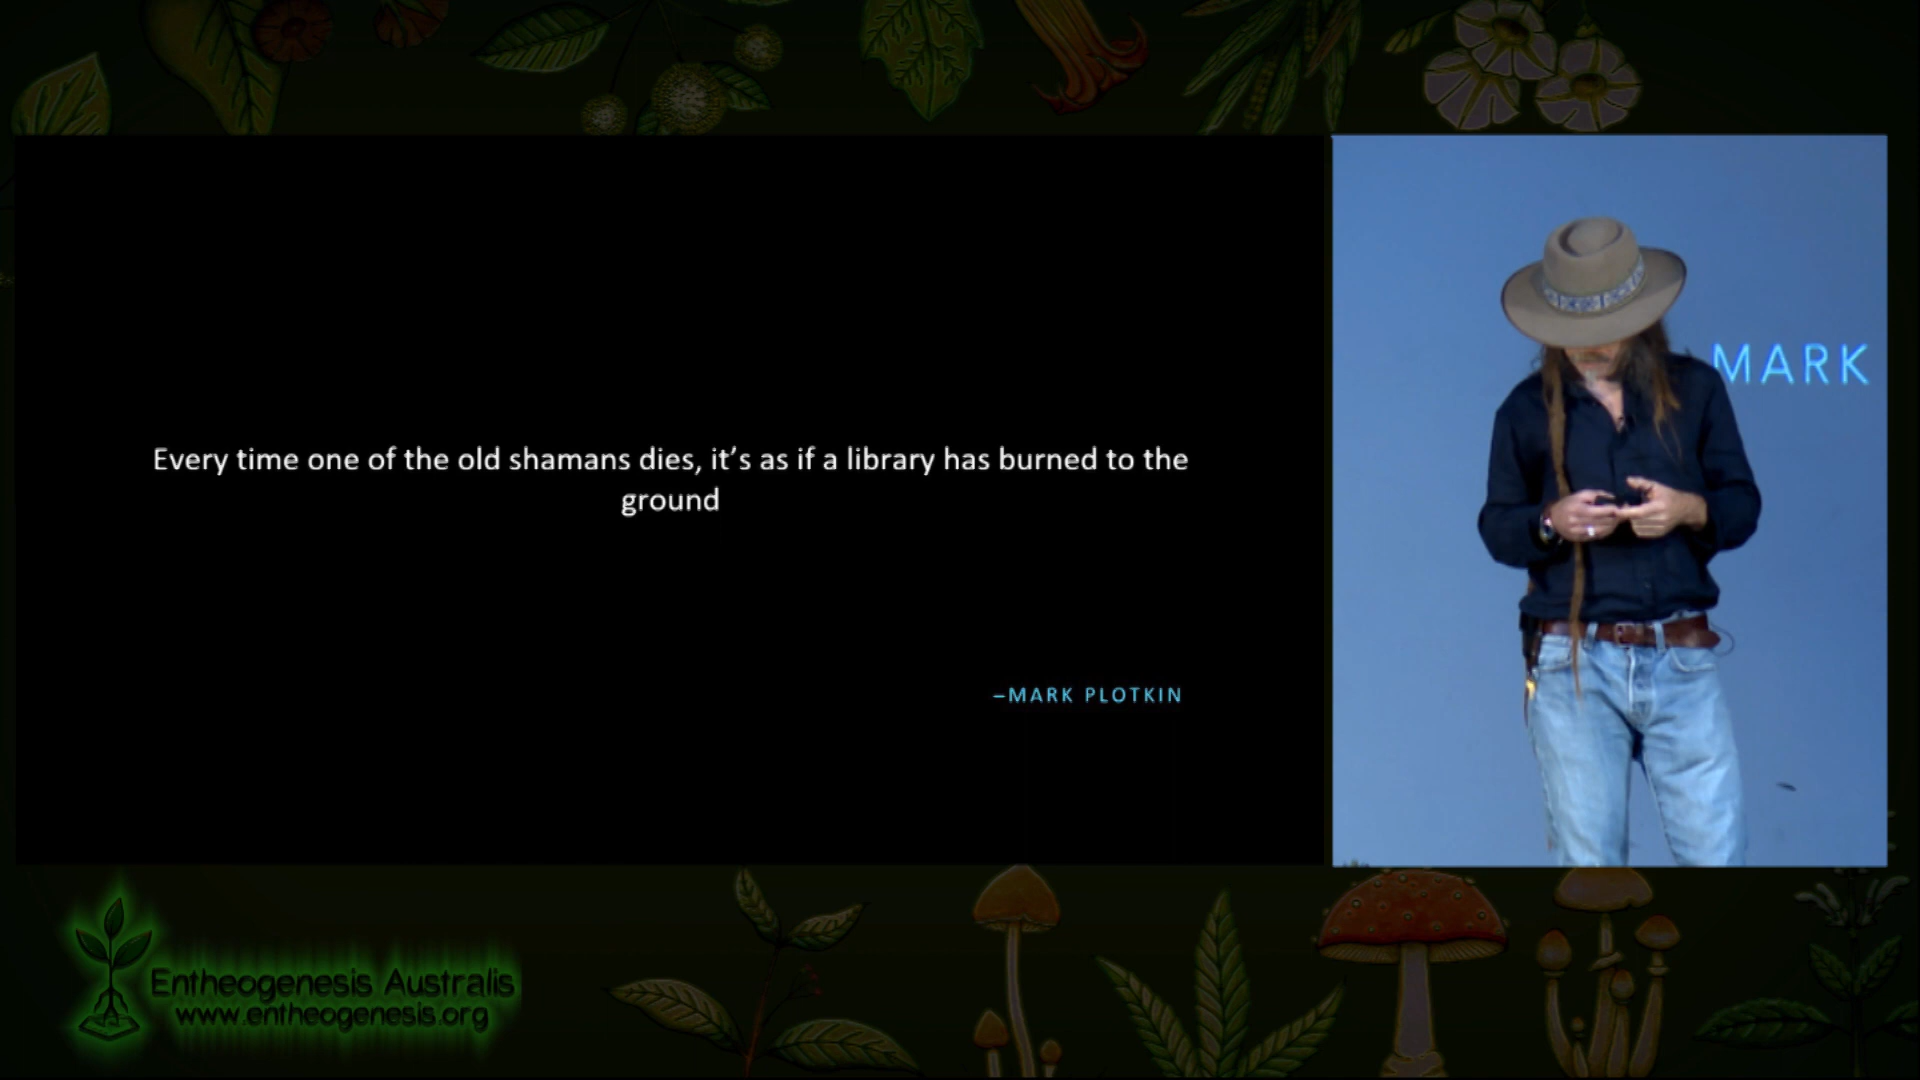 Every time one of the old shamans dies, it’s as if a library has burned to the
ground
–MARK PLOTKIN
MARK
Entheogenesis Australis
www.entheogenesis.org